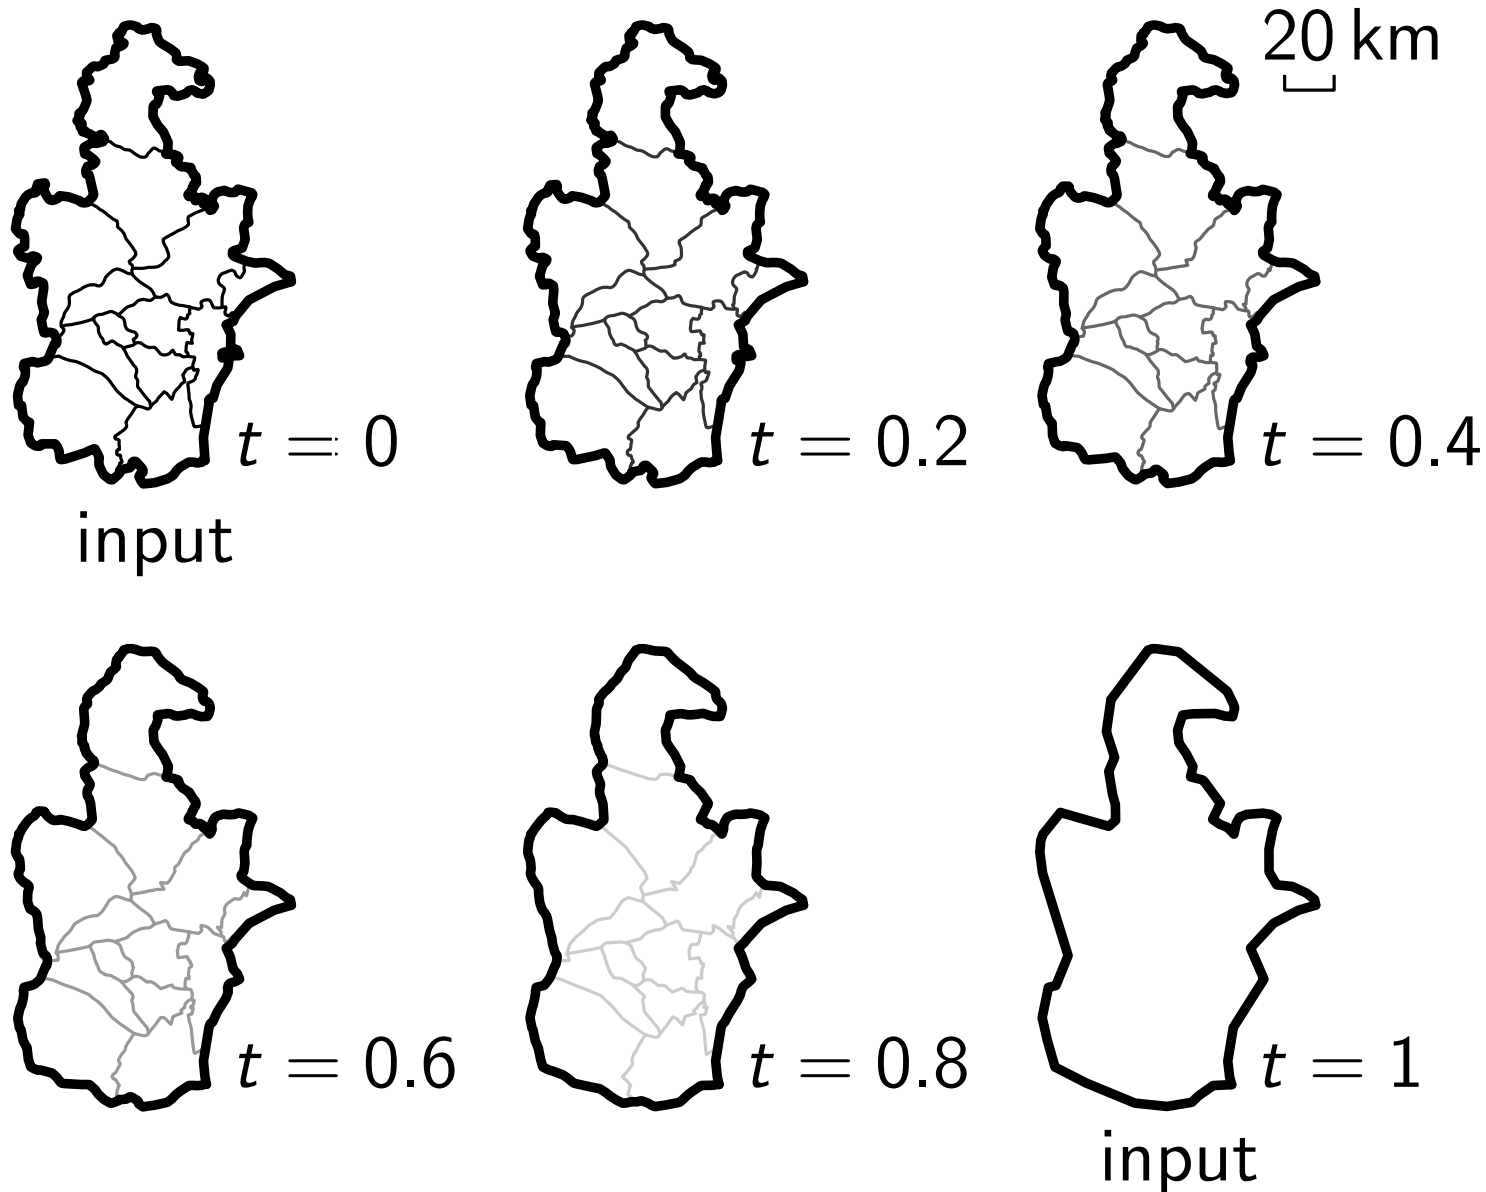 20 km
t = 0
t = 0.2
t = 0.4
input
t = 0.6
t = 0.8
t = 1
input